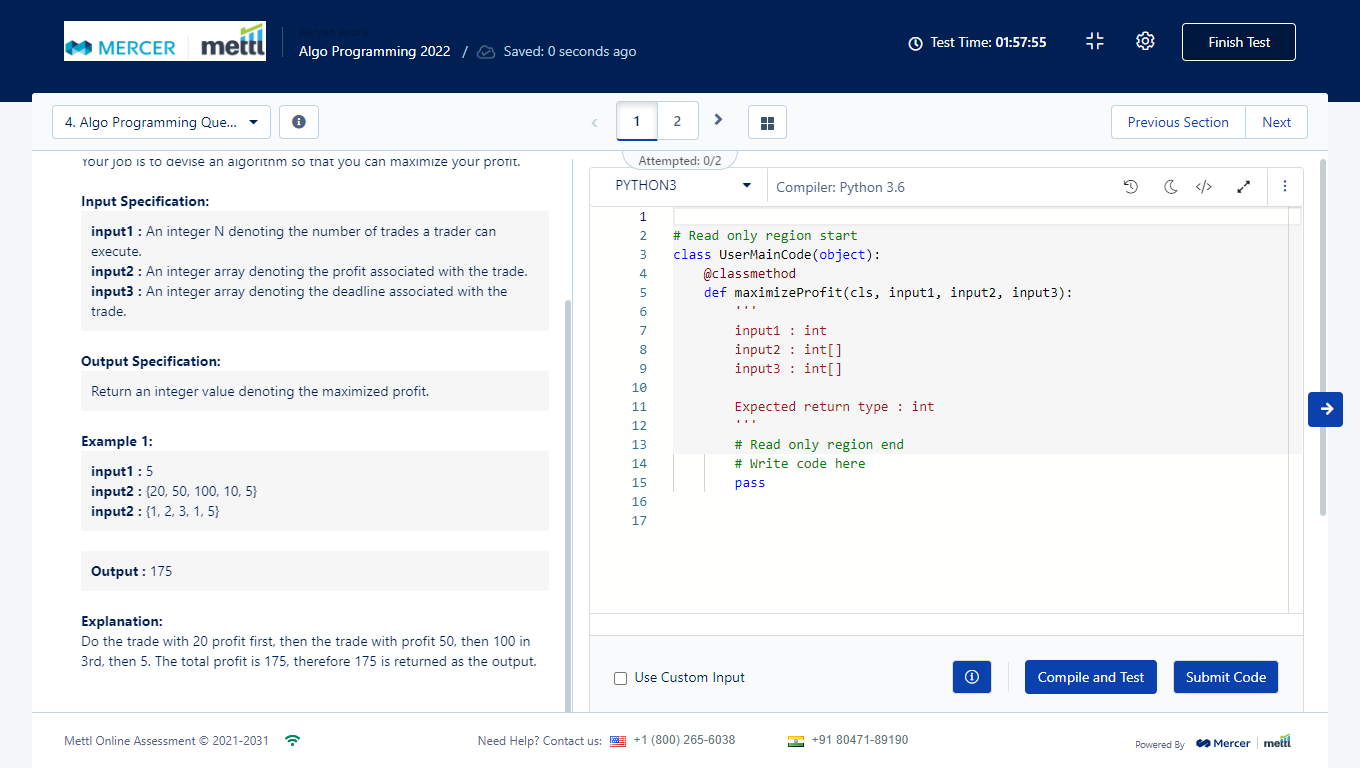 MERCER mettl
Algo Programming 2022 / Saved: 0 seconds ago
Test Time: 01:57:55
Finish Test
4. Algo Programming Que...
1
2
Previous Section
Next
Attempted: 0/2
Your job is to devise an algorithm so that you can maximize your profit.
Input Specification:
input1 : An integer N denoting the number of trades a trader can
execute.
input2 : An integer array denoting the profit associated with the trade.
input3 : An integer array denoting the deadline associated with the
trade.
Output Specification:
Return an integer value denoting the maximized profit.
Example 1:
input1 : 5
input2 : {20, 50, 100, 10, 5}
input2 : {1, 2, 3, 1, 5}
Output : 175
Explanation:
Do the trade with 20 profit first, then the trade with profit 50, then 100 in
3rd, then 5. The total profit is 175, therefore 175 is returned as the output.
PYTHON3
Compiler: Python 3.6
</>
1
2 # Read only region start
3 class UserMainCode(object):
4 @classmethod
5 def maximizeProfit(cls, input1, input2, input3):
6 '''
7 input1 : int
8 input2 : int[]
9 input3 : int[]
10
11 Expected return type : int
12 '''
13 # Read only region end
14 # Write code here
15 pass
16
17
Use Custom Input
Compile and Test
Submit Code
Mettl Online Assessment © 2021-2031
Need Help? Contact us: +1 (800) 265-6038
+91 80471-89190
Powered By Mercer mettl